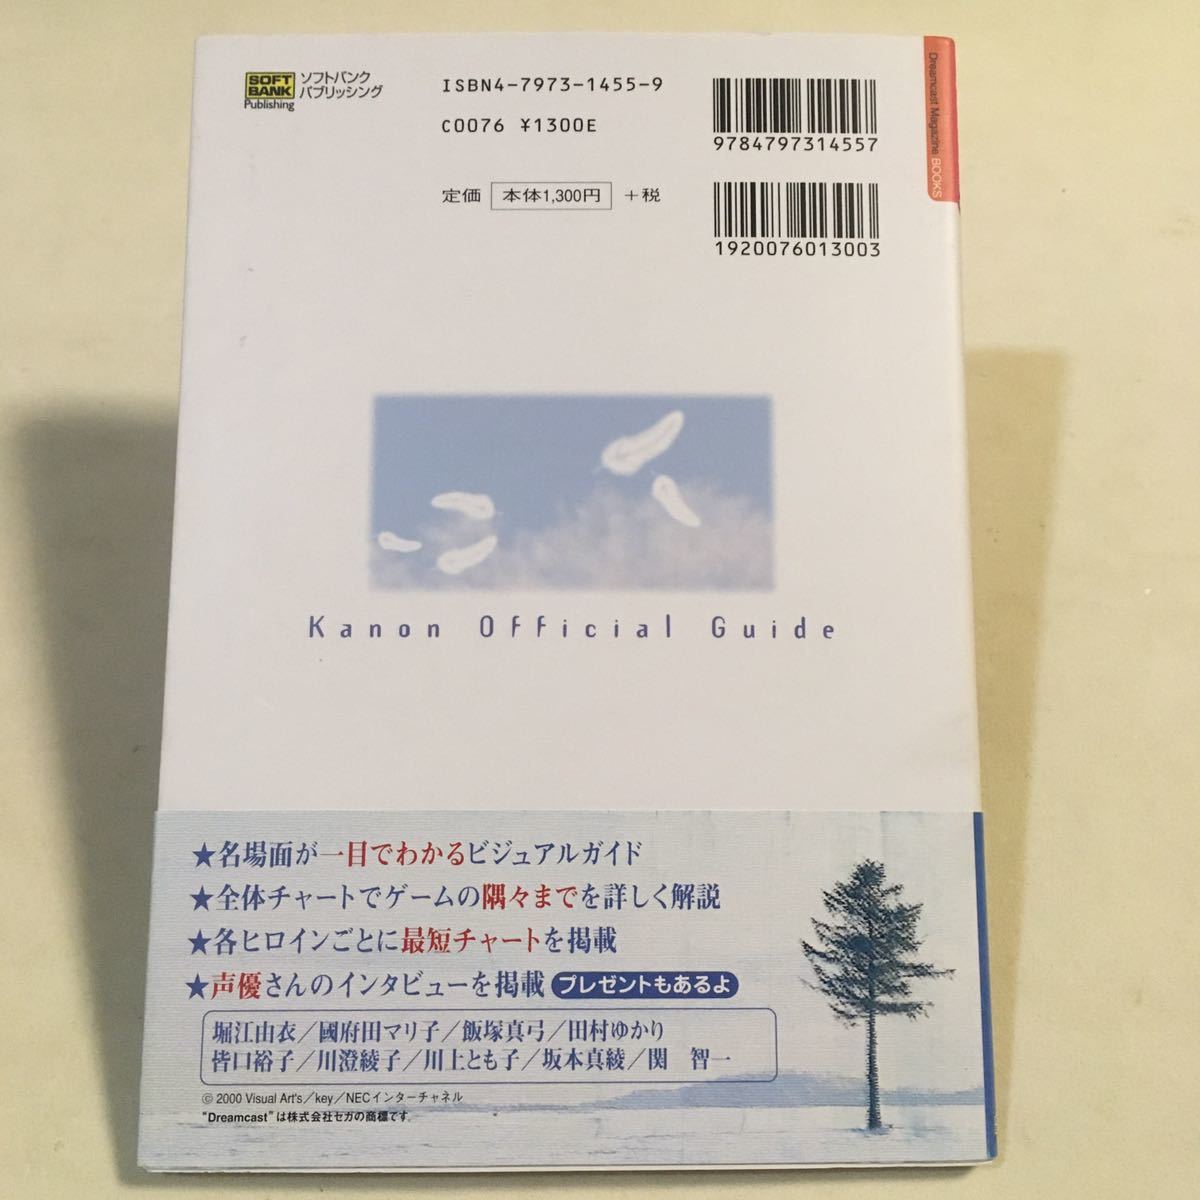 SOFT BANK
Publishing
ソフトバンク
パブリッシング
ISBN4-7973-1455-9
C0076 ¥1300E
9784797314557
定価 本体1,300円 +税
1920076013003
Dreamcast Magazine BOOKS
Kanon Official Guide
★名場面が一目でわかるビジュアルガイド
★全体チャートでゲームの隅々までを詳しく解説
★各ヒロインごとに最短チャートを掲載
★声優さんのインタビューを掲載 プレゼントもあるよ
堀江由衣／國府田マリ子／飯塚真弓／田村ゆかり
皆口裕子／川澄綾子／川上とも子／坂本真綾／関　智一
© 2000 Visual Art's／key／NECインターチャネル
“Dreamcast”は株式会社セガの商標です。